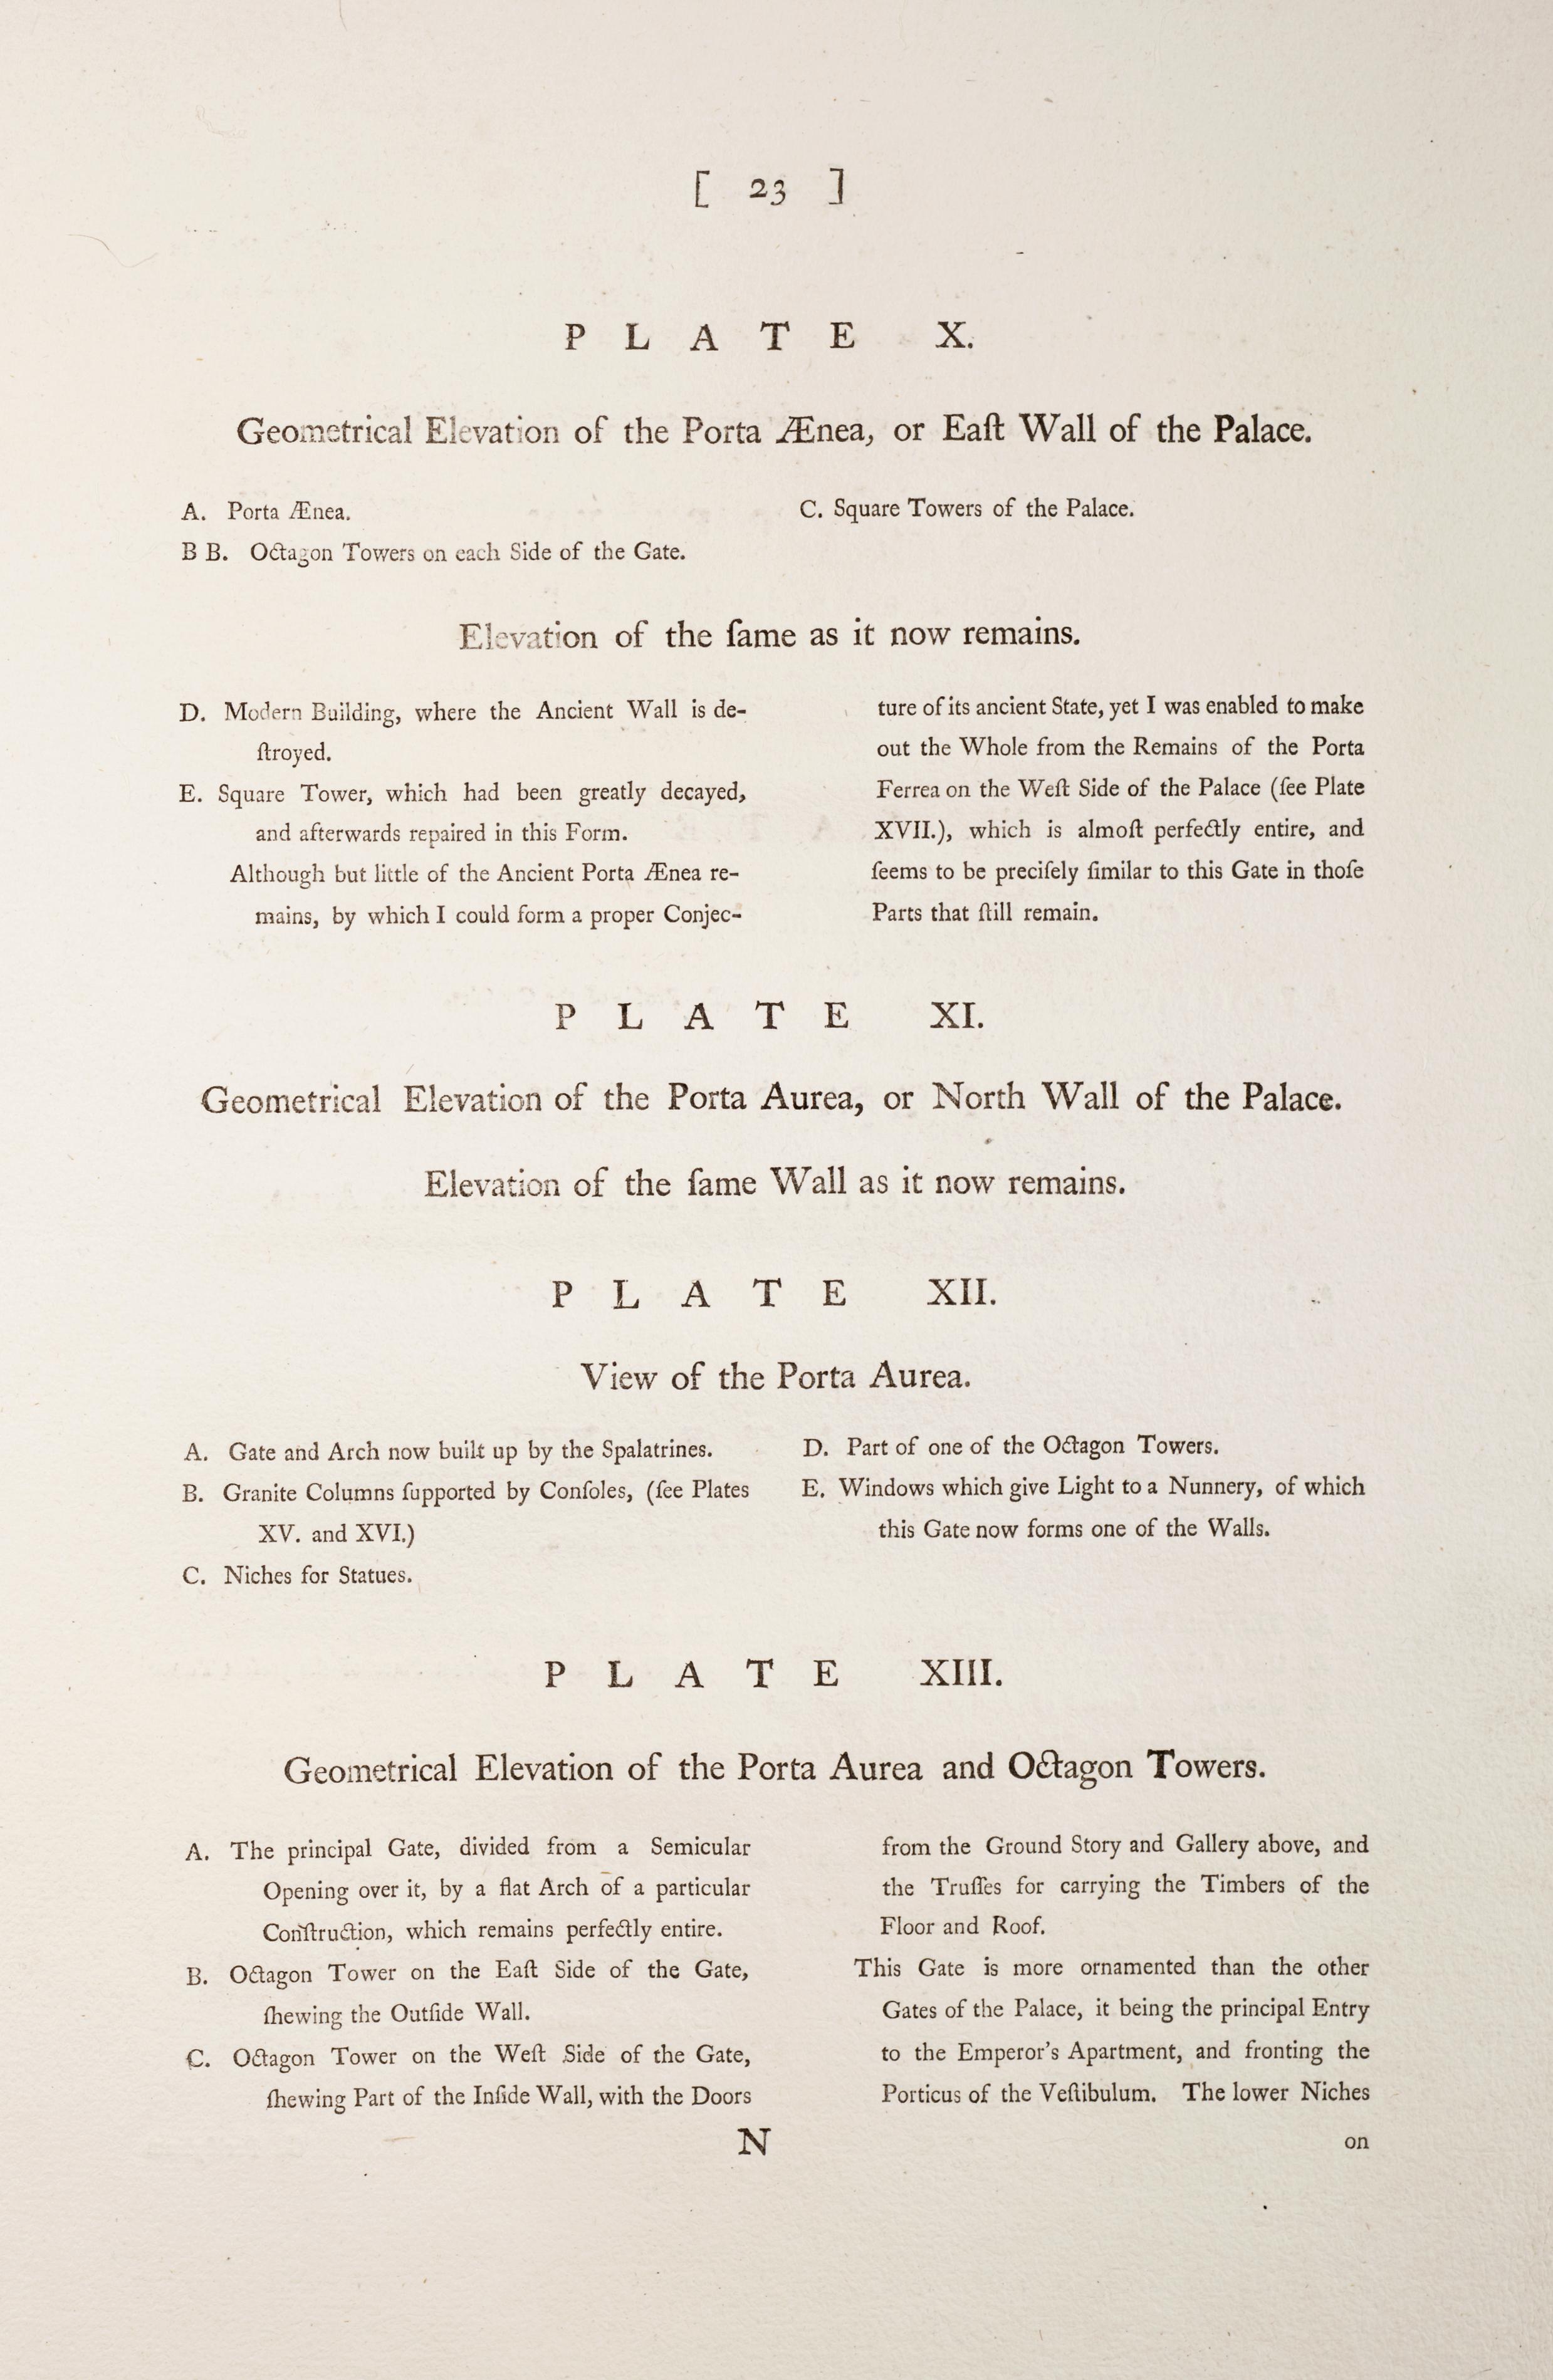 [ 23 ]
PLATE X.
Geometrical Elevation of the Porta Ænea, or Eaſt Wall of the Palace.
A. Porta Ænea.
B B. Octagon Towers on each Side of the Gate.
C. Square Towers of the Palace.
Elevation of the ſame as it now remains.
D. Modern Building, where the Ancient Wall is de-
ſtroyed.
E. Square Tower, which had been greatly decayed,
and afterwards repaired in this Form.
Although but little of the Ancient Porta Ænea re-
mains, by which I could form a proper Conjec-
ture of its ancient State, yet I was enabled to make
out the Whole from the Remains of the Porta
Ferrea on the Weſt Side of the Palace (ſee Plate
XVII.), which is almoſt perfectly entire, and
ſeems to be preciſely ſimilar to this Gate in thoſe
Parts that ſtill remain.
PLATE XI.
Geometrical Elevation of the Porta Aurea, or North Wall of the Palace.
Elevation of the ſame Wall as it now remains.
PLATE XII.
View of the Porta Aurea.
A. Gate and Arch now built up by the Spalatrines.
B. Granite Columns ſupported by Conſoles, (ſee Plates
XV. and XVI.)
C. Niches for Statues.
D. Part of one of the Octagon Towers.
E. Windows which give Light to a Nunnery, of which
this Gate now forms one of the Walls.
PLATE XIII.
Geometrical Elevation of the Porta Aurea and Octagon Towers.
A. The principal Gate, divided from a Semicular
Opening over it, by a flat Arch of a particular
Conſtruction, which remains perfectly entire.
B. Octagon Tower on the Eaſt Side of the Gate,
ſhewing the Outſide Wall.
C. Octagon Tower on the Weſt Side of the Gate,
ſhewing Part of the Inſide Wall, with the Doors
from the Ground Story and Gallery above, and
the Truſſes for carrying the Timbers of the
Floor and Roof.
This Gate is more ornamented than the other
Gates of the Palace, it being the principal Entry
to the Emperor's Apartment, and fronting the
Porticus of the Veſtibulum. The lower Niches
N
on